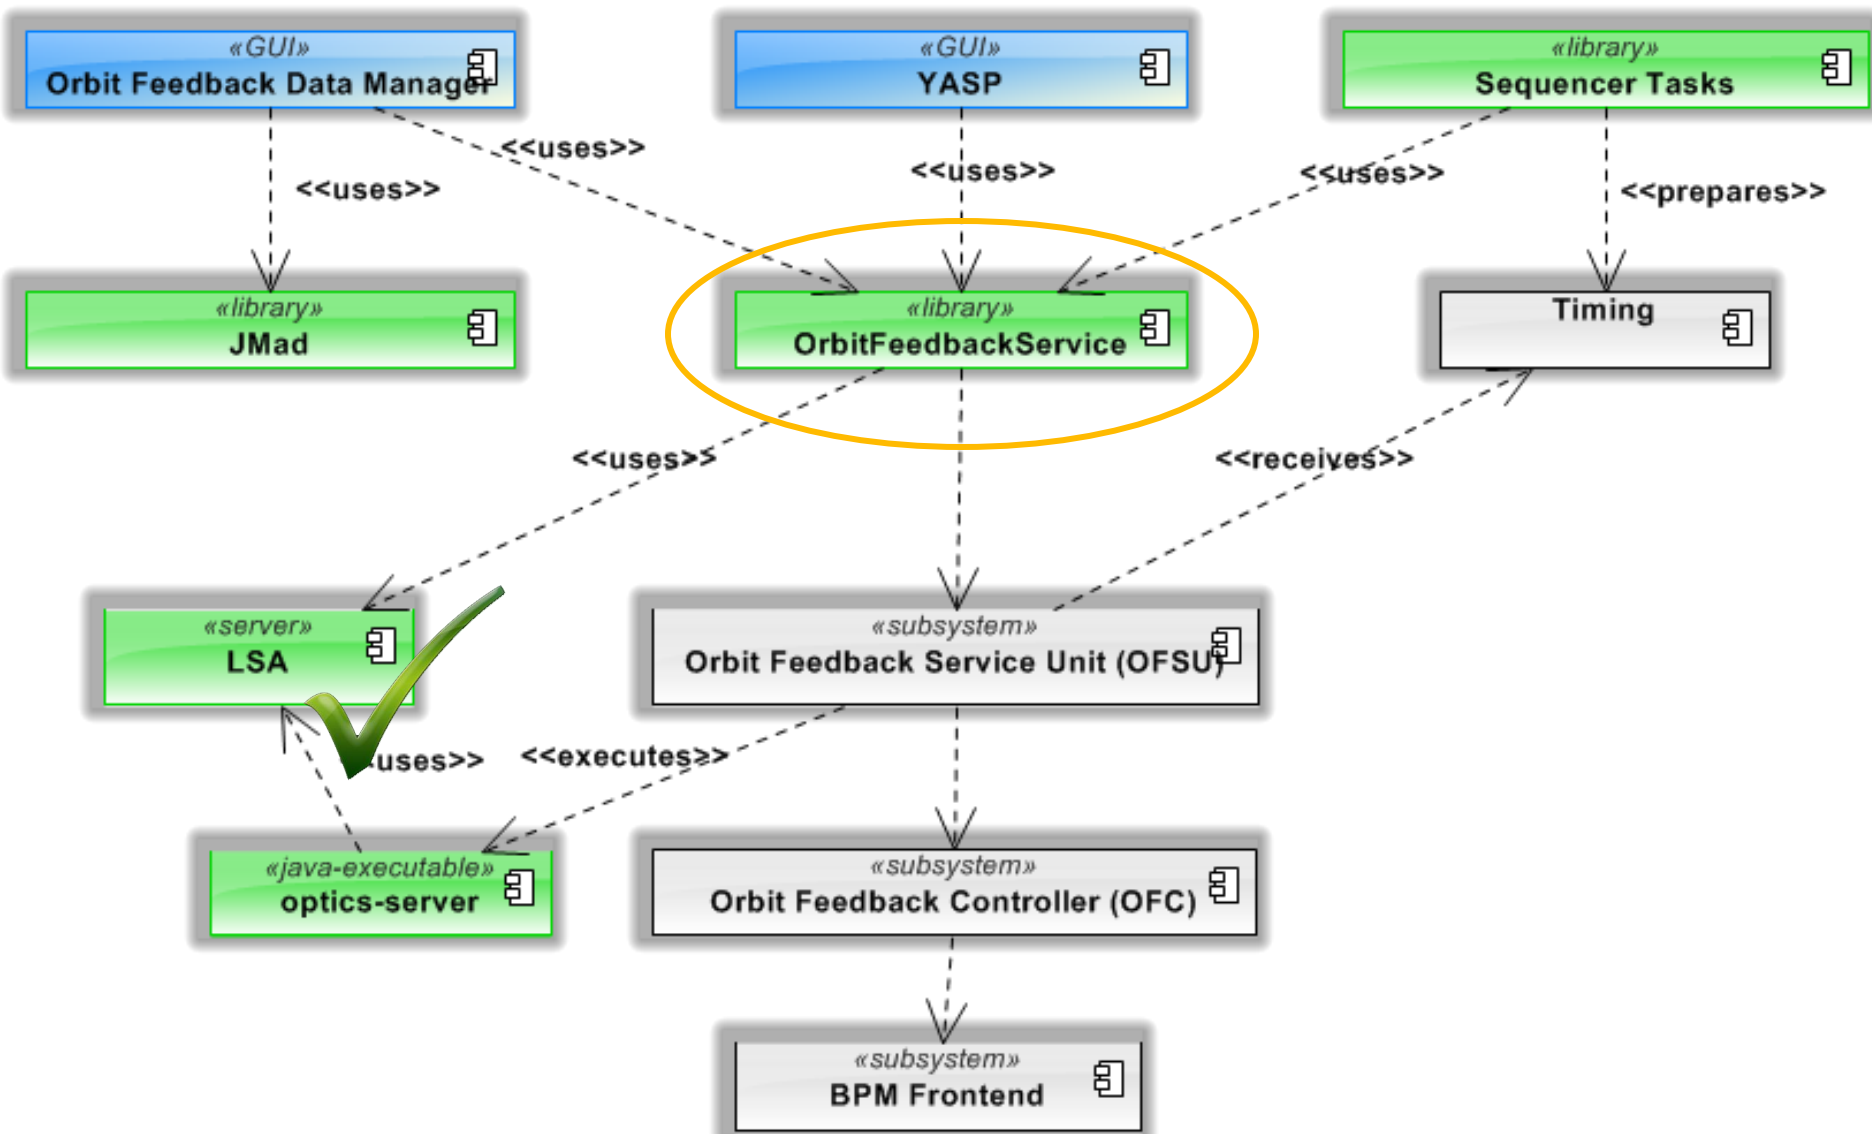 «GUI»
Orbit Feedback Data Manager
«GUI»
YASP
«library»
Sequencer Tasks
<<uses>>
<<uses>>
<<uses>>
<<uses>>
<<prepares>>
«library»
JMad
«library»
OrbitFeedbackService
Timing
<<uses>>
<<receives>>
«server»
LSA
«subsystem»
Orbit Feedback Service Unit (OFSU)
uses>>
<<executes>>
«java-executable»
optics-server
«subsystem»
Orbit Feedback Controller (OFC)
«subsystem»
BPM Frontend